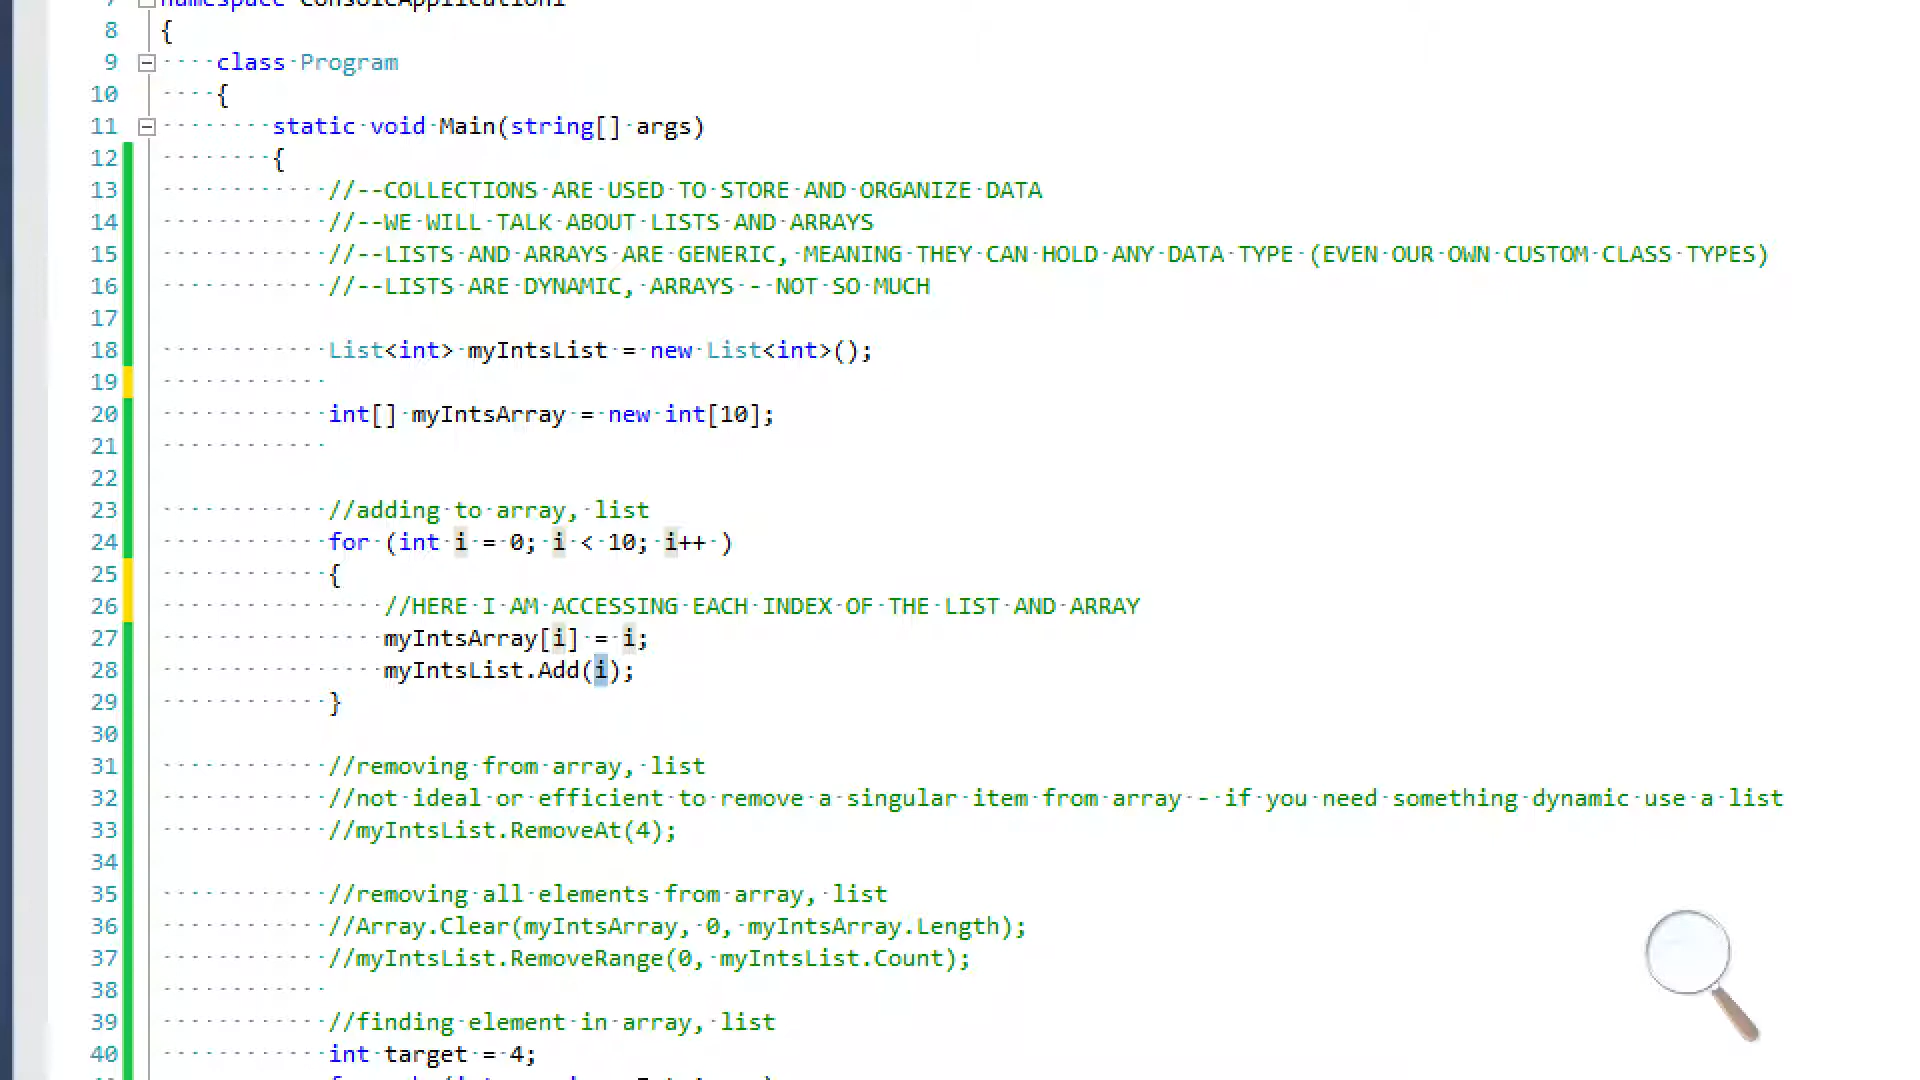 7 namespace ConsoleApplication1
8 {
9 class Program
10 {
11 static void Main(string[] args)
12 {
13 //--COLLECTIONS ARE USED TO STORE AND ORGANIZE DATA
14 //--WE WILL TALK ABOUT LISTS AND ARRAYS
15 //--LISTS AND ARRAYS ARE GENERIC, MEANING THEY CAN HOLD ANY DATA TYPE (EVEN OUR OWN CUSTOM CLASS TYPES)
16 //--LISTS ARE DYNAMIC, ARRAYS - NOT SO MUCH
17
18 List<int> myIntsList = new List<int>();
19
20 int[] myIntsArray = new int[10];
21
22
23 //adding to array, list
24 for (int i = 0; i < 10; i++ )
25 {
26 //HERE I AM ACCESSING EACH INDEX OF THE LIST AND ARRAY
27 myIntsArray[i] = i;
28 myIntsList.Add(i);
29 }
30
31 //removing from array, list
32 //not ideal or efficient to remove a singular item from array - if you need something dynamic use a list
33 //myIntsList.RemoveAt(4);
34
35 //removing all elements from array, list
36 //Array.Clear(myIntsArray, 0, myIntsArray.Length);
37 //myIntsList.RemoveRange(0, myIntsList.Count);
38
39 //finding element in array, list
40 int target = 4;